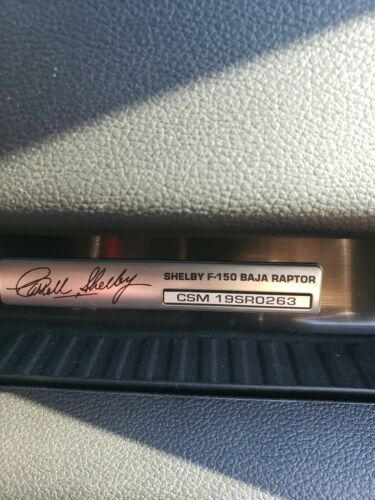 Carroll Shelby
SHELBY F-150 BAJA RAPTOR
CSM 19SR0263